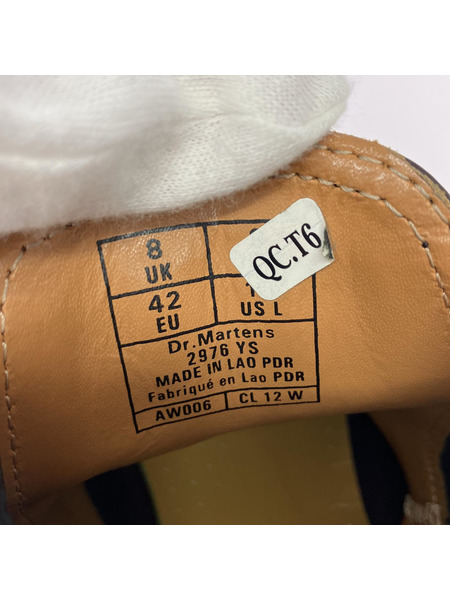 8
UK
QC.T6
42
EU
US L
Dr.Martens
2976 YS
MADE IN LAO PDR
Fabriqué en Lao PDR
AW006
CL 12 W